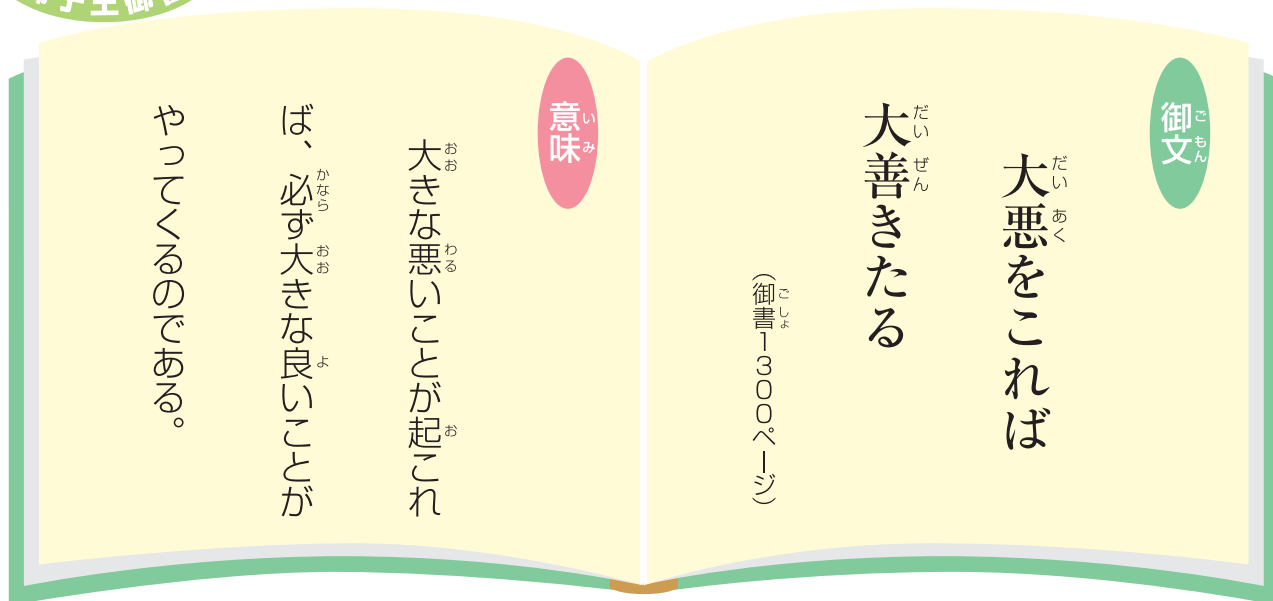 御文
大悪をこれば
大善きたる
(御書1300ページ)
意味
大きな悪いことが起これ
ば、必ず大きな良いことが
やってくるのである。